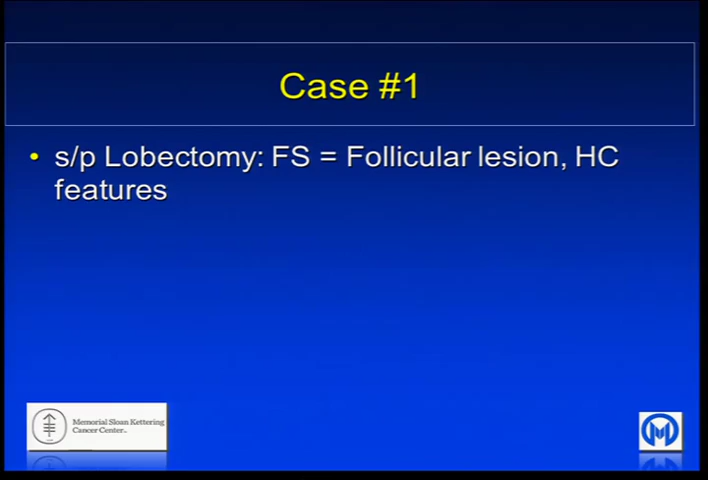 Case #1
• s/p Lobectomy: FS = Follicular lesion, HC
features
Memorial Sloan Kettering
Cancer Center